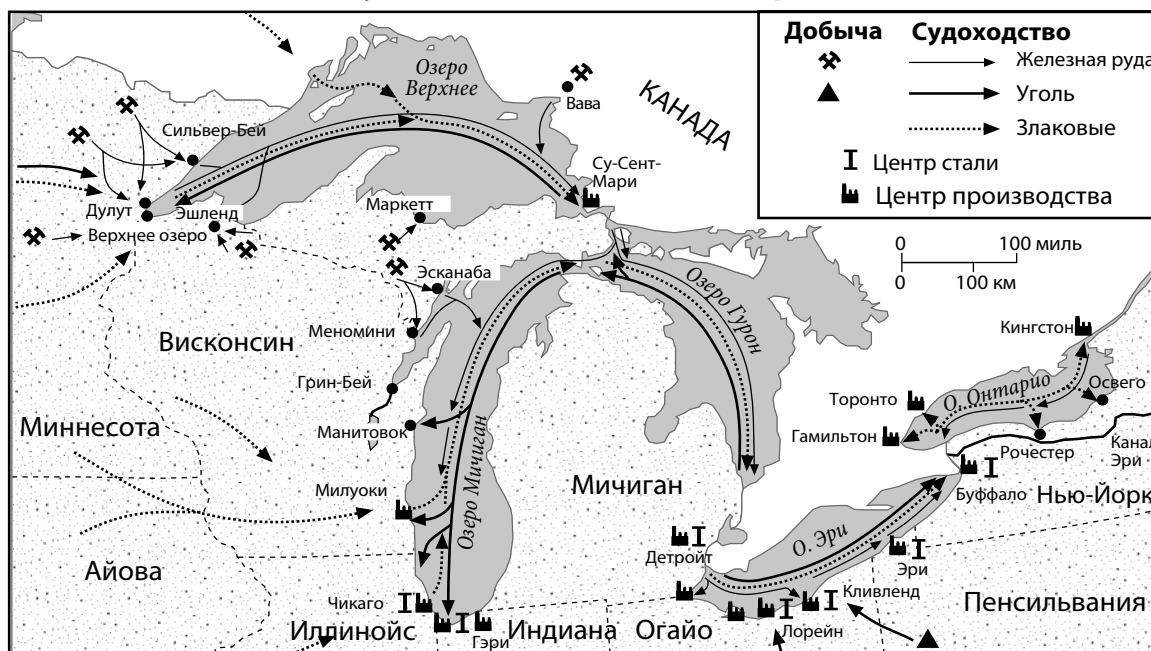 Добыча
Судоходство
Железная руда
Уголь
Злаковые
Центр стали
Центр производства
0
100 миль
0
100 км
Озеро
Верхнее
Вава
КАНАДА
Сильвер-Бей
Су-Сент-
Мари
Дулут
Эшленд
Маркетт
Верхнее озеро
Эсканаба
Озеро Гурон
Меномини
Висконсин
Кингстон
Грин-Бей
О. Онтарио
Освего
Торонто
Миннесота
Манитовок
Гамильтон
Рочестер
Канал
Эри
Озеро Мичиган
Мичиган
Милуоки
Буффало
Нью-Йорк
О. Эри
Детройт
Эри
Айова
Кливленд
Пенсильвания
Чикаго
Лорейн
Иллинойс
Гэри
Индиана
Огайо